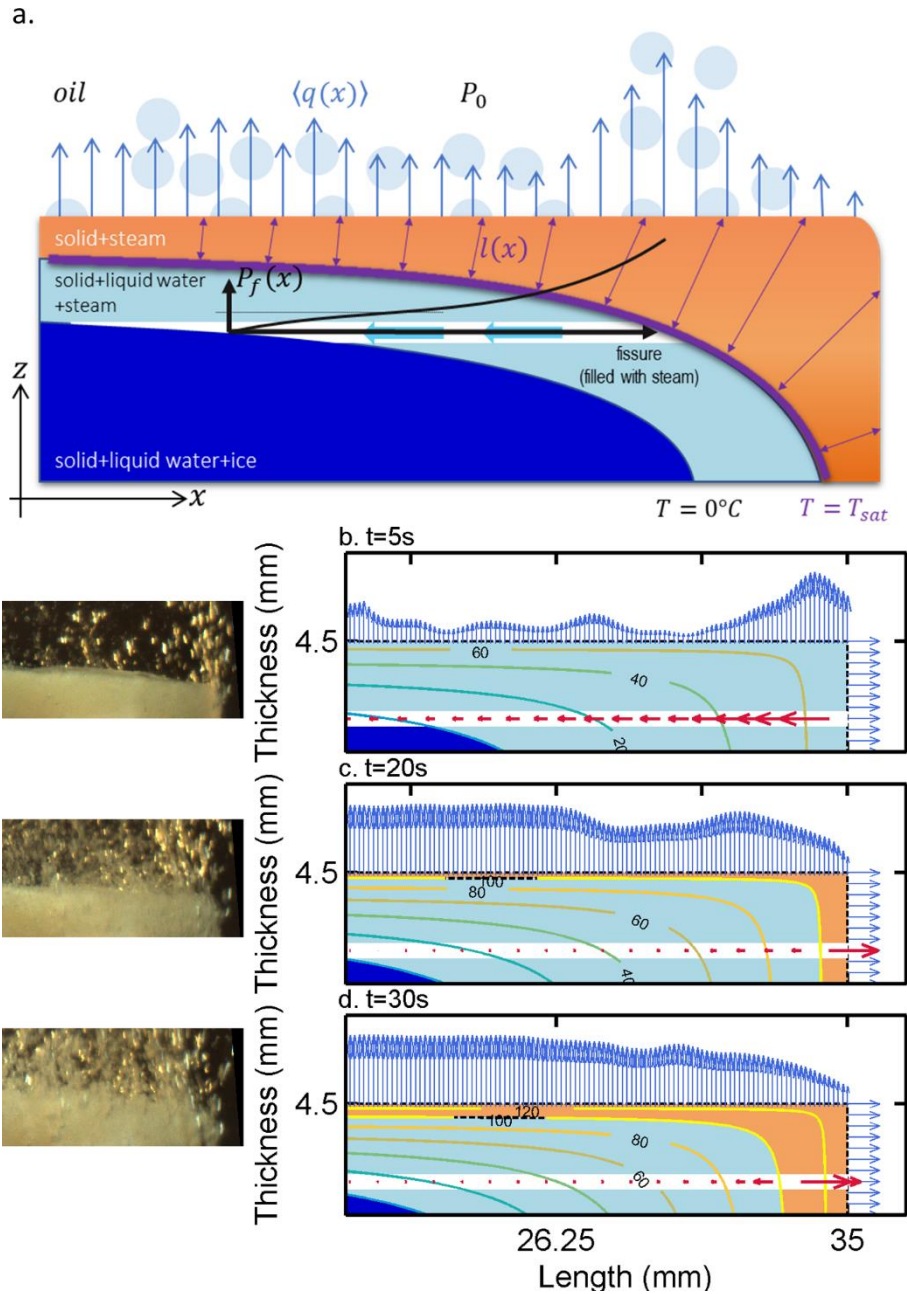 a.
oil ⟨q(x)⟩ P₀
solid+steam
l(x)
solid+liquid water
+steam
P_f(x)
fissure
(filled with steam)
z
solid+liquid water+ice
x
T = 0°C T = T_sat
b. t=5s
Thickness (mm)
4.5
60
40
20
c. t=20s
Thickness (mm)
4.5
100
80
60
40
d. t=30s
Thickness (mm)
4.5
120
100
80
60
26.25 35
Length (mm)